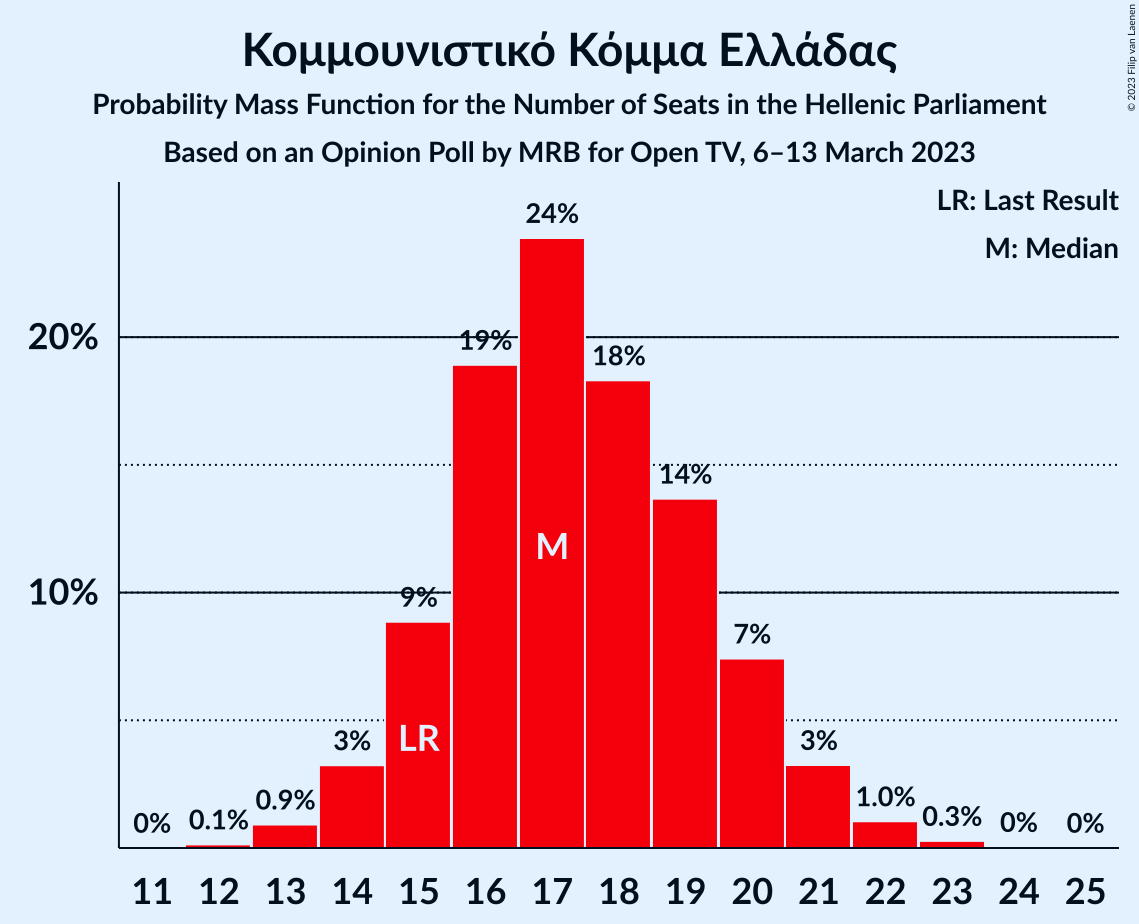 Κομμουνιστικό Κόμμα Ελλάδας
Probability Mass Function for the Number of Seats in the Hellenic Parliament
Based on an Opinion Poll by MRB for Open TV, 6–13 March 2023
© 2023 Filip van Laenen
LR: Last Result
M: Median
20%
10%
0%
0.1%
0.9%
3%
9%
19%
24%
18%
14%
7%
3%
1.0%
0.3%
0%
0%
LR
M
11 12 13 14 15 16 17 18 19 20 21 22 23 24 25